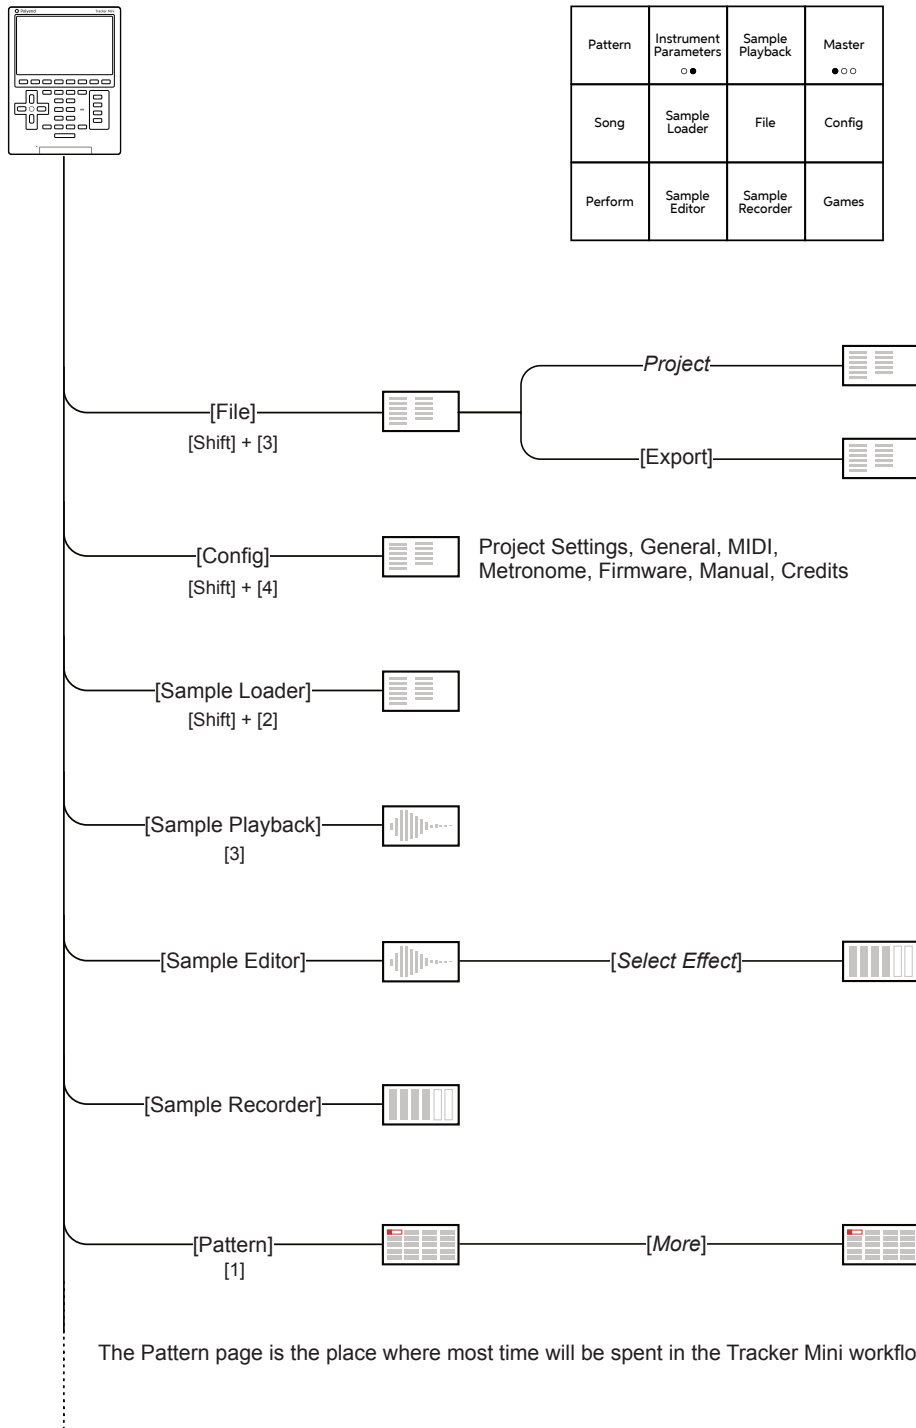 Polyend Tracker Mini
Pattern
Instrument
Parameters
Sample
Playback
Master
Song
Sample
Loader
File
Config
Perform
Sample
Editor
Sample
Recorder
Games
[File]
[Shift] + [3]
Project
[Export]
[Config]
[Shift] + [4]
Project Settings, General, MIDI,
Metronome, Firmware, Manual, Credits
[Sample Loader]
[Shift] + [2]
[Sample Playback]
[3]
[Sample Editor]
[Select Effect]
[Sample Recorder]
[Pattern]
[1]
[More]
The Pattern page is the place where most time will be spent in the Tracker Mini workflo